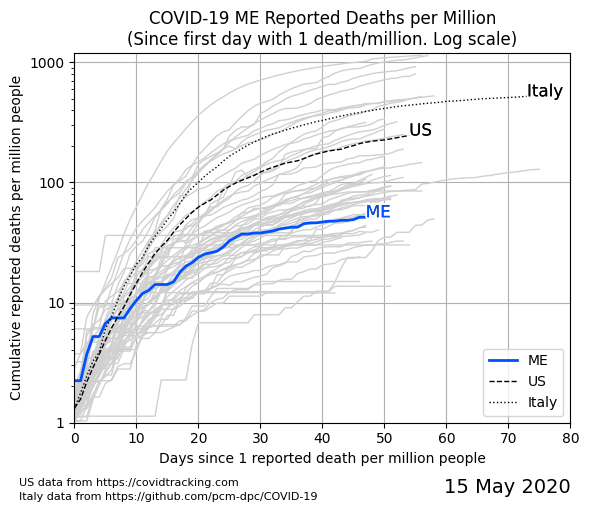 COVID-19 ME Reported Deaths per Million
(Since first day with 1 death/million. Log scale)
Cumulative reported deaths per million people
1000
100
10
1
Italy
US
ME
ME
US
Italy
0 10 20 30 40 50 60 70 80
Days since 1 reported death per million people
US data from https://covidtracking.com
Italy data from https://github.com/pcm-dpc/COVID-19
15 May 2020